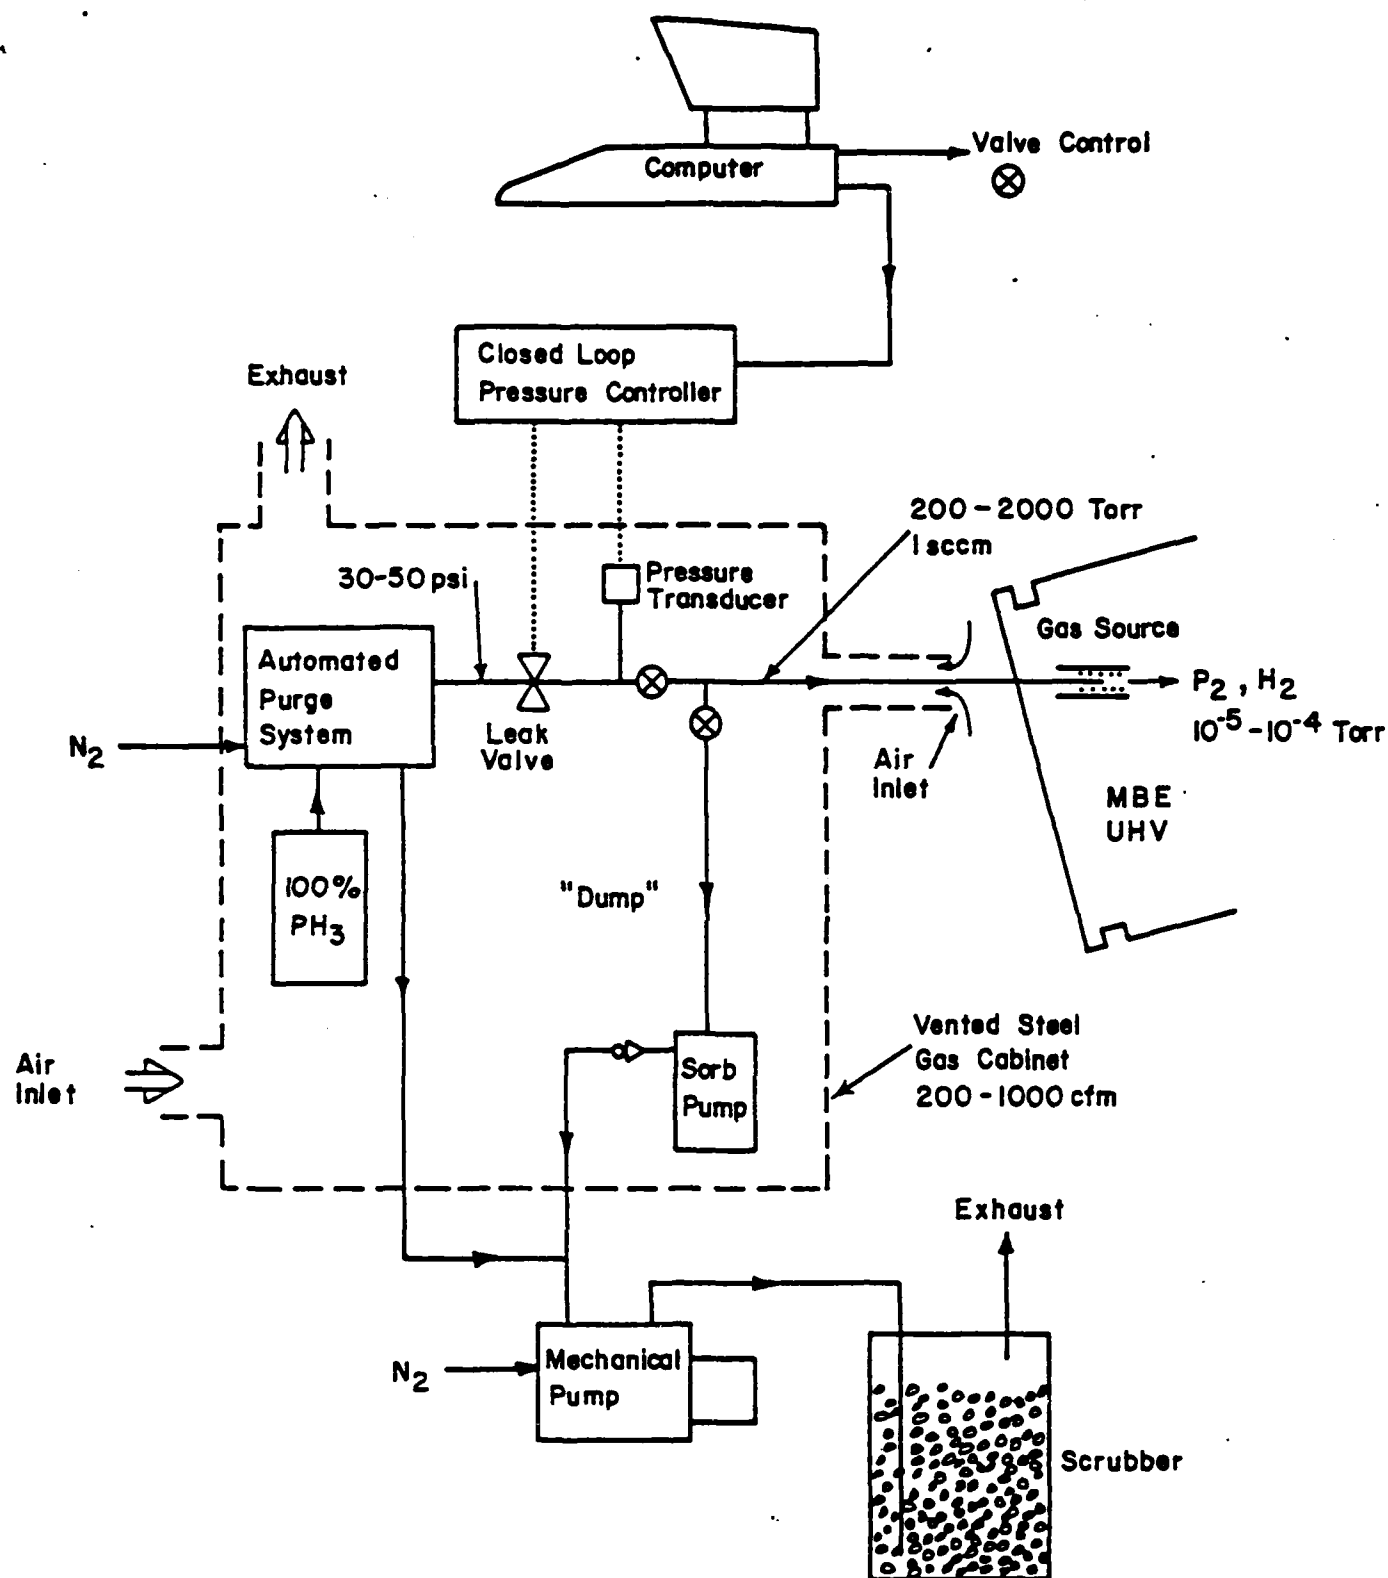 Computer
Valve Control
Closed Loop
Pressure Controller
Exhaust
200-2000 Torr
1 sccm
30-50 psi
Pressure
Transducer
Gas Source
Automated
Purge
System
Leak
Valve
N2
P2, H2
10^-5-10^-4 Torr
Air
Inlet
MBE
UHV
100%
PH3
"Dump"
Air
Inlet
Sorb
Pump
Vented Steel
Gas Cabinet
200-1000 cfm
Exhaust
N2
Mechanical
Pump
Scrubber